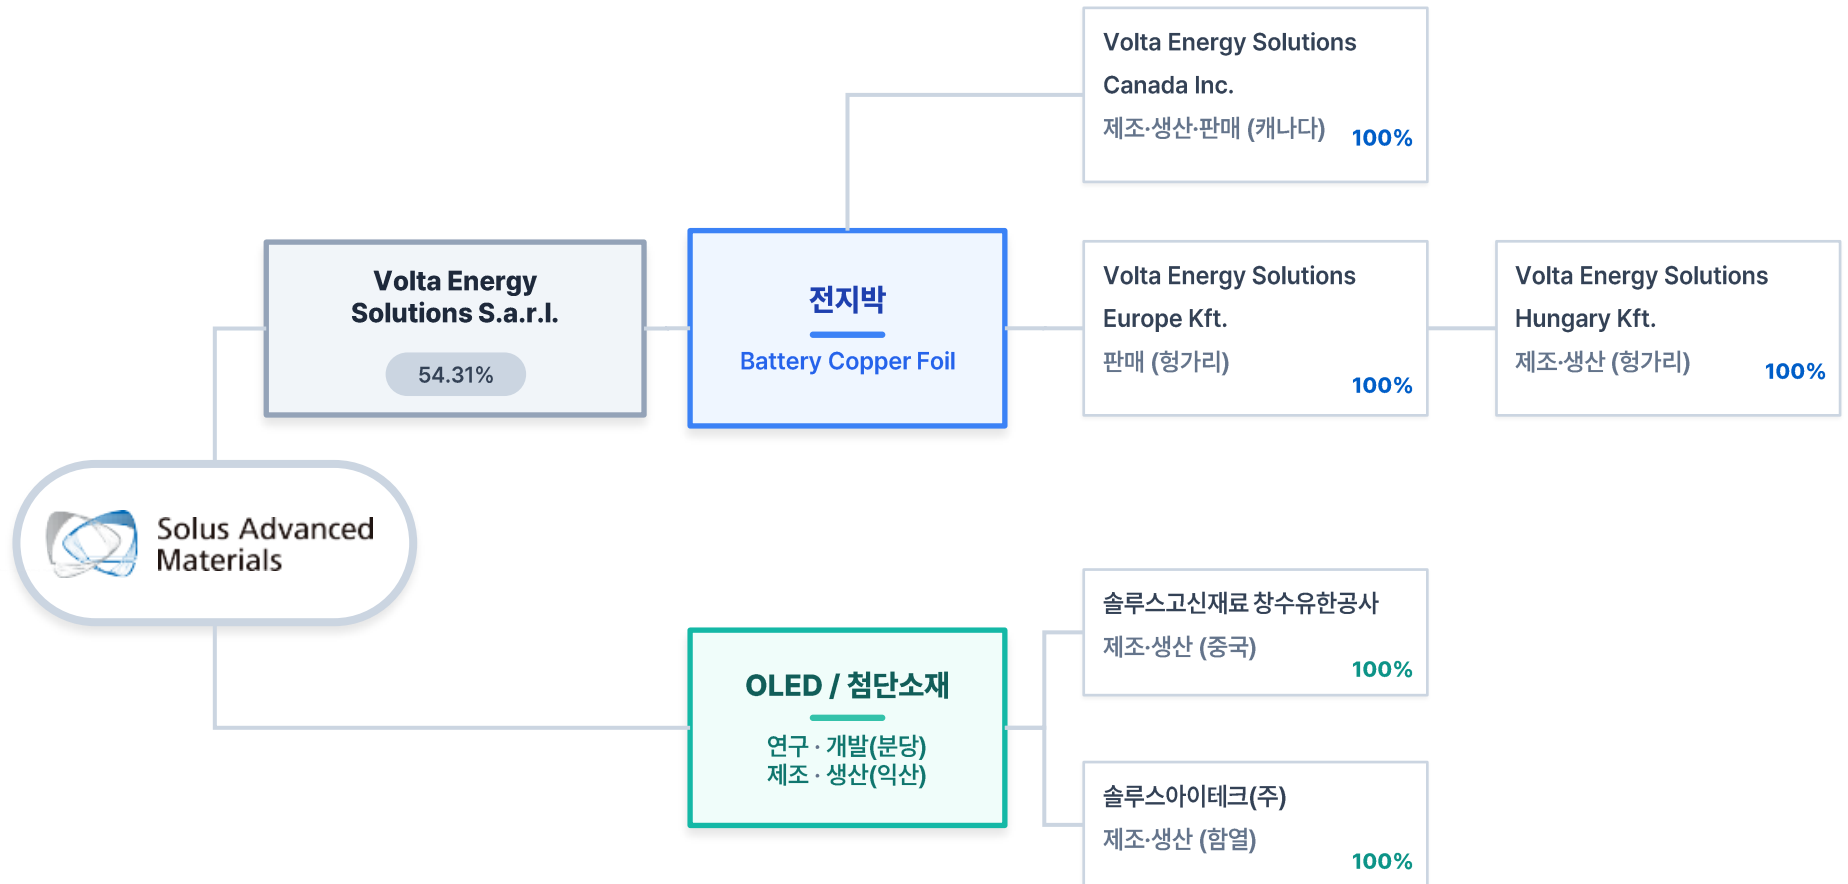 Volta Energy Solutions
Canada Inc.
제조·생산·판매 (캐나다)
100%
Volta Energy
Solutions S.a.r.l.
54.31%
전지박
Battery Copper Foil
Volta Energy Solutions
Europe Kft.
판매 (헝가리)
100%
Volta Energy Solutions
Hungary Kft.
제조·생산 (헝가리)
100%
Solus Advanced
Materials
OLED / 첨단소재
연구 · 개발(분당)
제조 · 생산(익산)
솔루스고신재료 창수유한공사
제조·생산 (중국)
100%
솔루스아이테크(주)
제조·생산 (함열)
100%